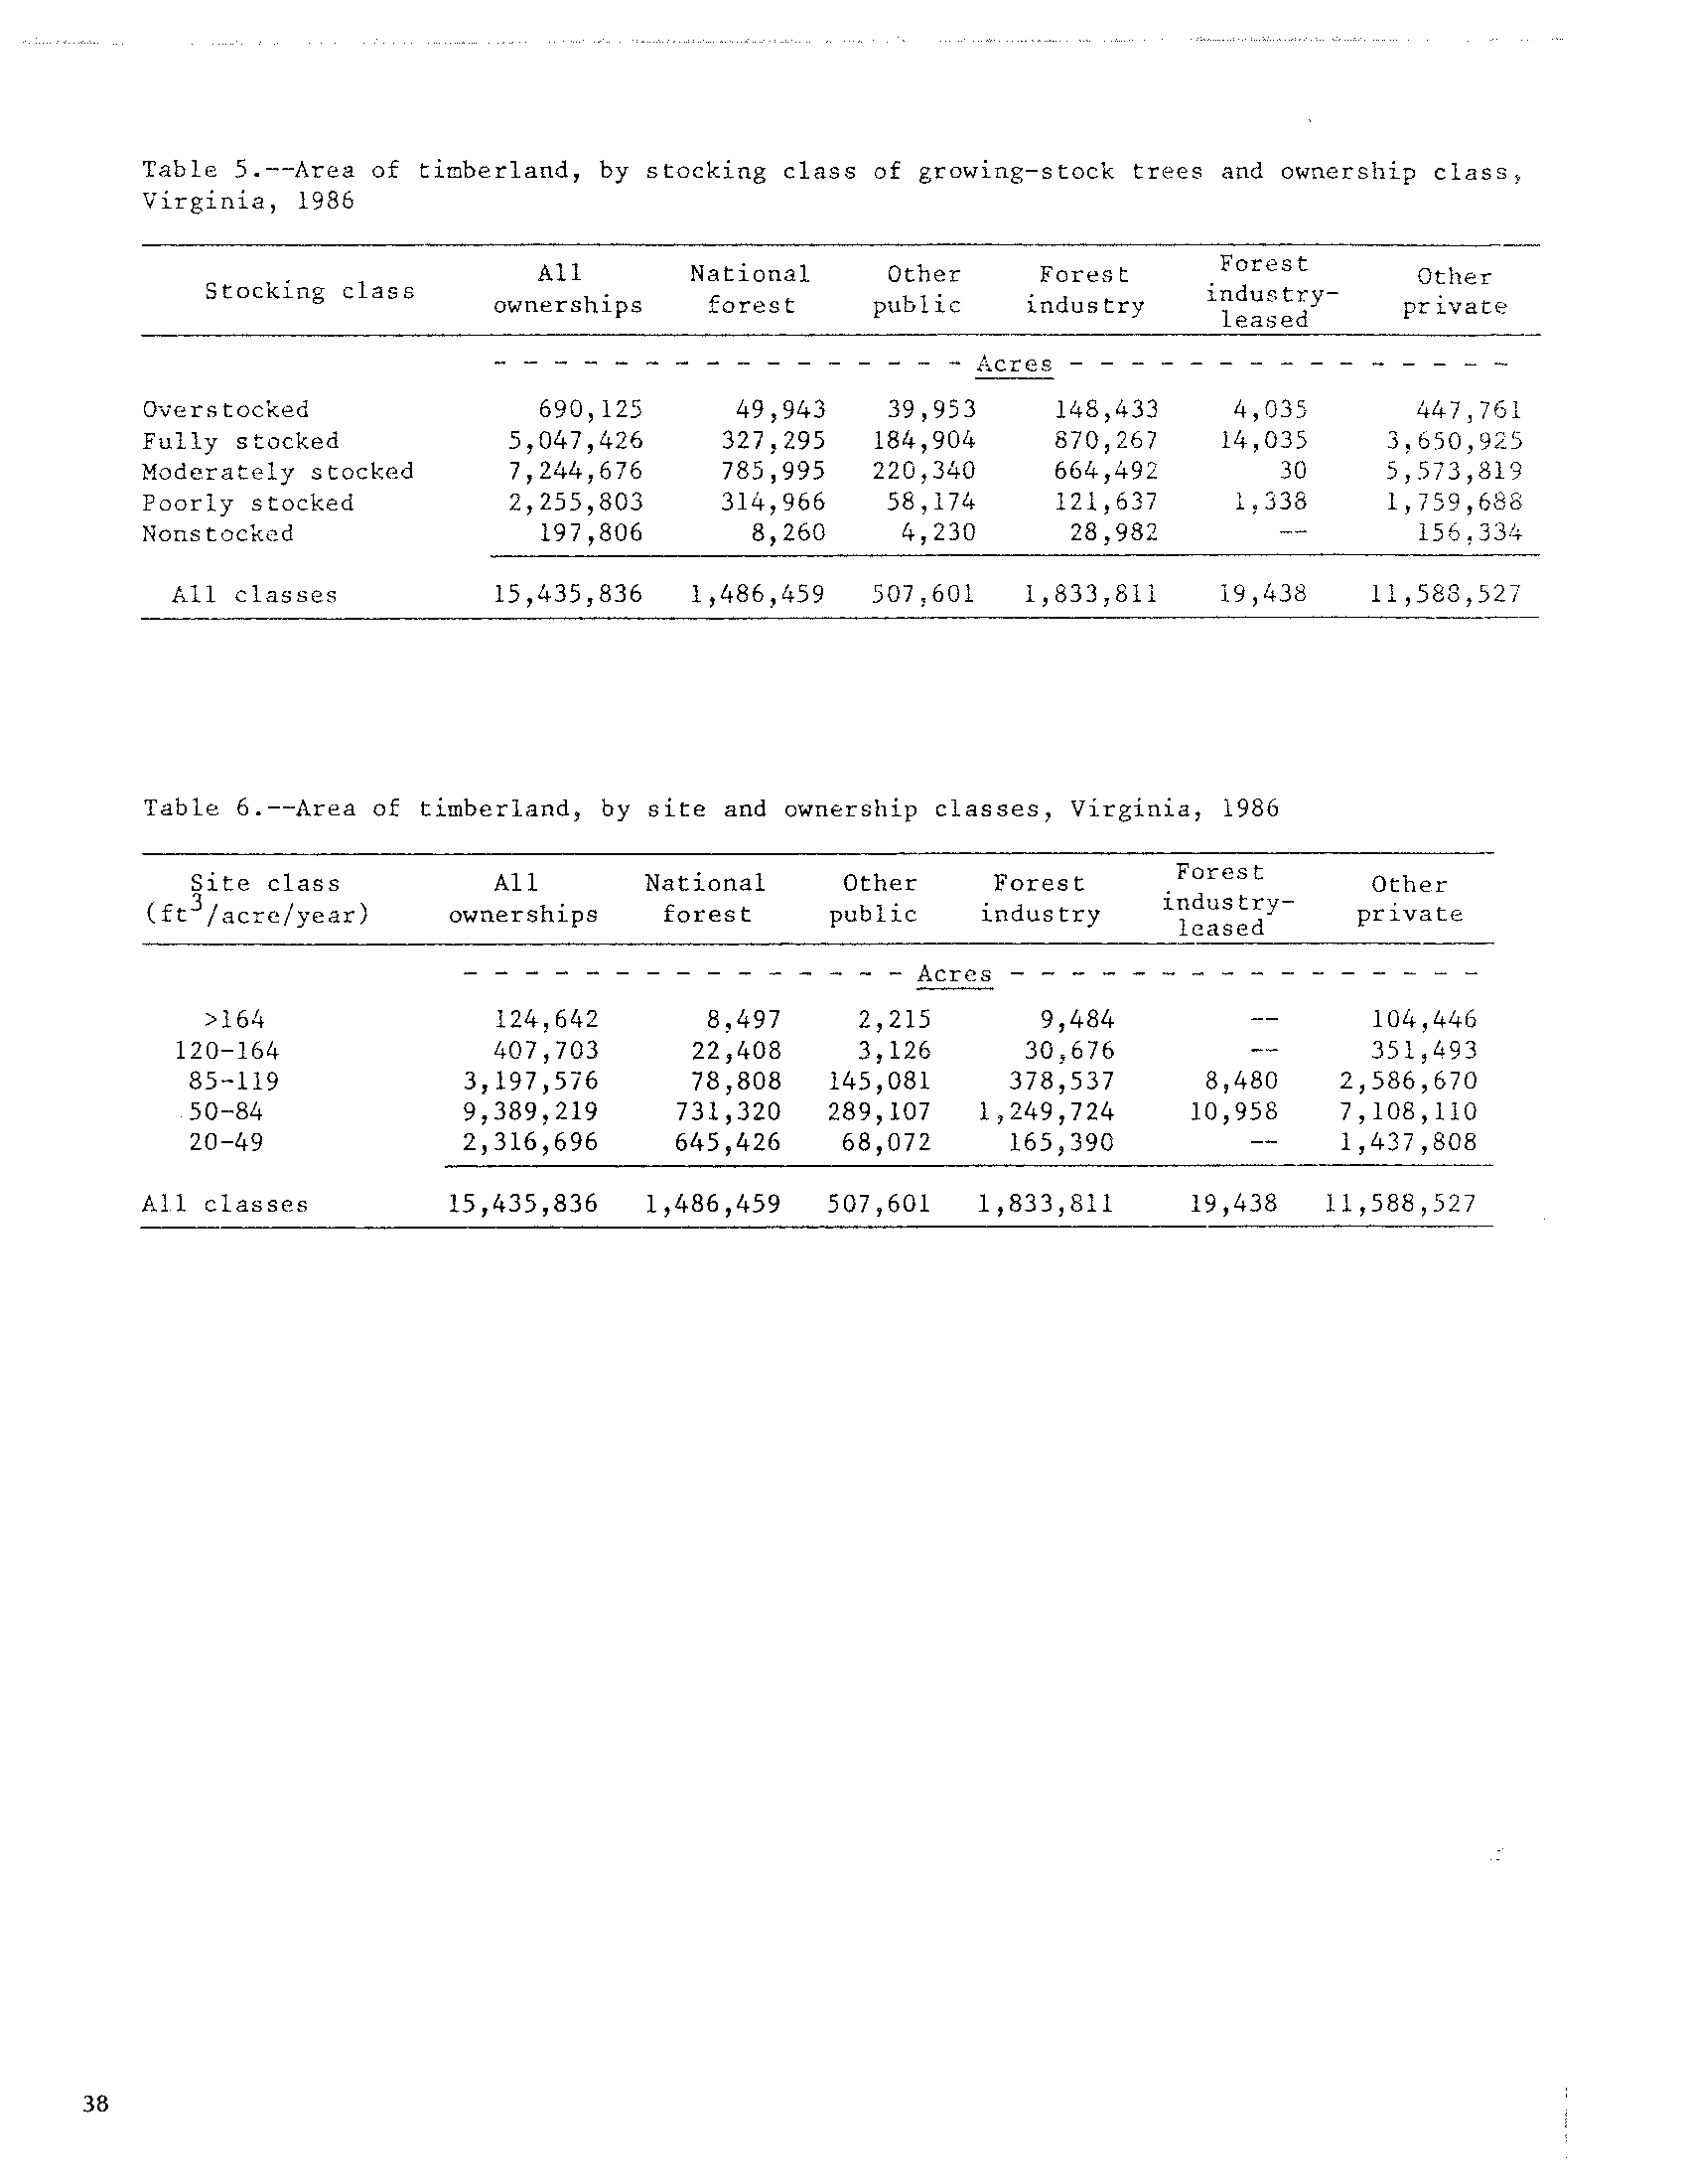 Table 5.--Area of timberland, by stocking class of growing-stock trees and ownership class,
Virginia, 1986
Stocking class All ownerships National forest Other public Forest industry Forest industry-leased Other private
Acres
Overstocked 690,125 49,943 39,953 148,433 4,035 447,761
Fully stocked 5,047,426 327,295 184,904 870,267 14,035 3,650,925
Moderately stocked 7,244,676 785,995 220,340 664,492 30 5,573,819
Poorly stocked 2,255,803 314,966 58,174 121,637 1,338 1,759,688
Nonstocked 197,806 8,260 4,230 28,982 -- 156,334
All classes 15,435,836 1,486,459 507,601 1,833,811 19,438 11,588,527
Table 6.--Area of timberland, by site and ownership classes, Virginia, 1986
Site class (ft³/acre/year) All ownerships National forest Other public Forest industry Forest industry-leased Other private
Acres
>164 124,642 8,497 2,215 9,484 -- 104,446
120-164 407,703 22,408 3,126 30,676 -- 351,493
85-119 3,197,576 78,808 145,081 378,537 8,480 2,586,670
50-84 9,389,219 731,320 289,107 1,249,724 10,958 7,108,110
20-49 2,316,696 645,426 68,072 165,390 -- 1,437,808
All classes 15,435,836 1,486,459 507,601 1,833,811 19,438 11,588,527
38